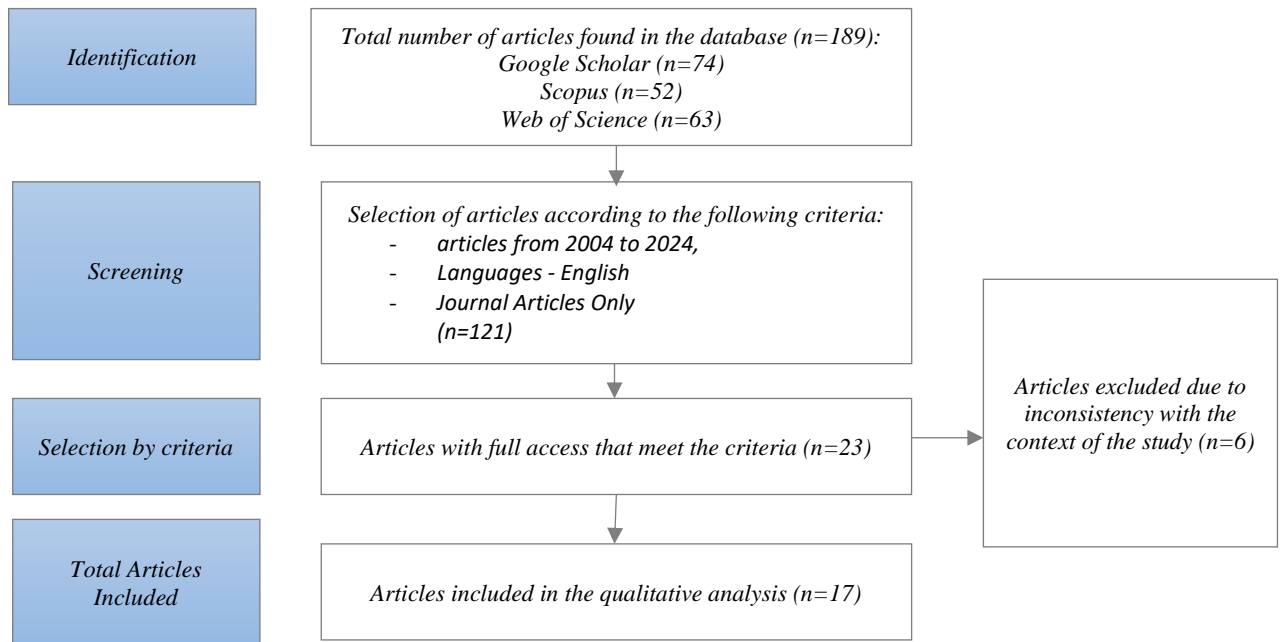 Identification
Total number of articles found in the database (n=189):
Google Scholar (n=74)
Scopus (n=52)
Web of Science (n=63)
Screening
Selection of articles according to the following criteria:
- articles from 2004 to 2024,
- Languages - English
- Journal Articles Only
(n=121)
Selection by criteria
Articles with full access that meet the criteria (n=23)
Articles excluded due to
inconsistency with the
context of the study (n=6)
Total Articles
Included
Articles included in the qualitative analysis (n=17)